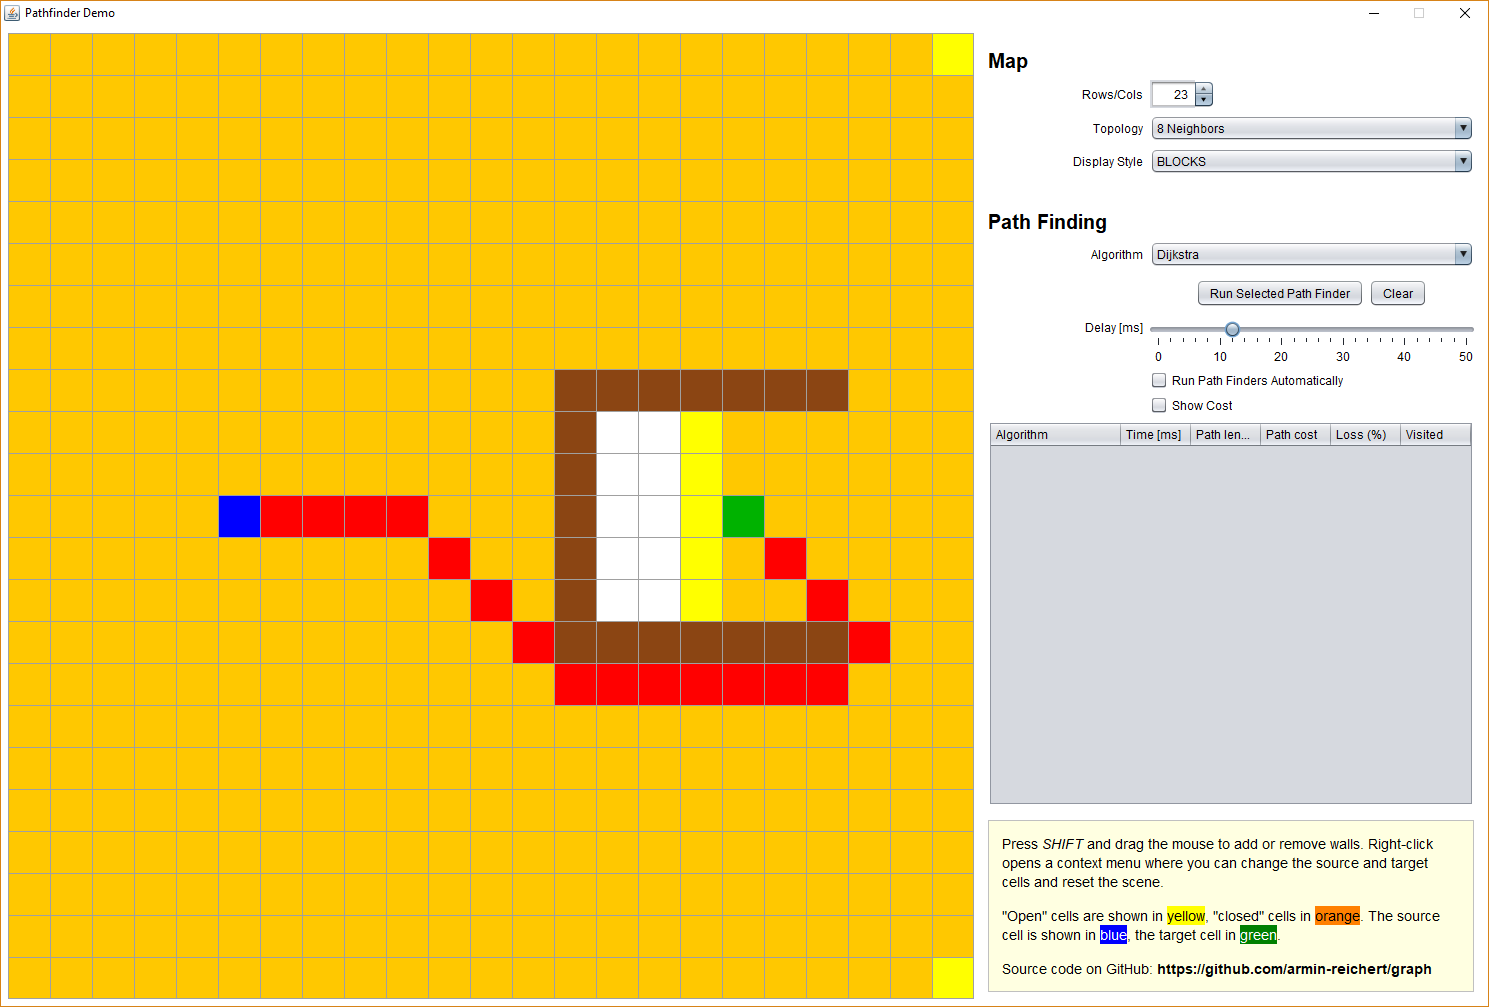 Pathfinder Demo
Map
Rows/Cols 23
Topology 8 Neighbors
Display Style BLOCKS
Path Finding
Algorithm Dijkstra
Run Selected Path Finder Clear
Delay [ms]
0 10 20 30 40 50
Run Path Finders Automatically
Show Cost
Algorithm Time [ms] Path len... Path cost Loss (%) Visited
Press SHIFT and drag the mouse to add or remove walls. Right-click
opens a context menu where you can change the source and target
cells and reset the scene.
"Open" cells are shown in yellow, "closed" cells in orange. The source
cell is shown in blue, the target cell in green.
Source code on GitHub: https://github.com/armin-reichert/graph